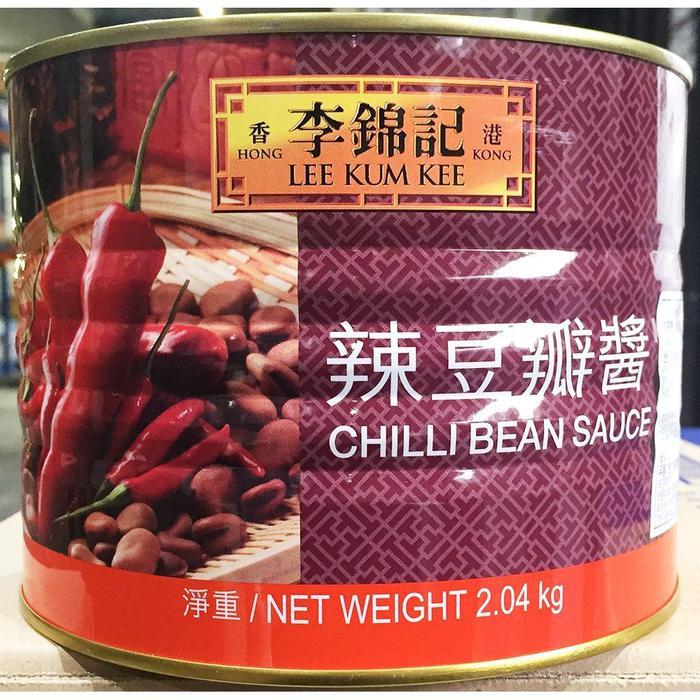 香 李錦記 港
HONG LEE KUM KEE KONG
辣豆瓣醬
CHILLI BEAN SAUCE
淨重 / NET WEIGHT 2.04 kg